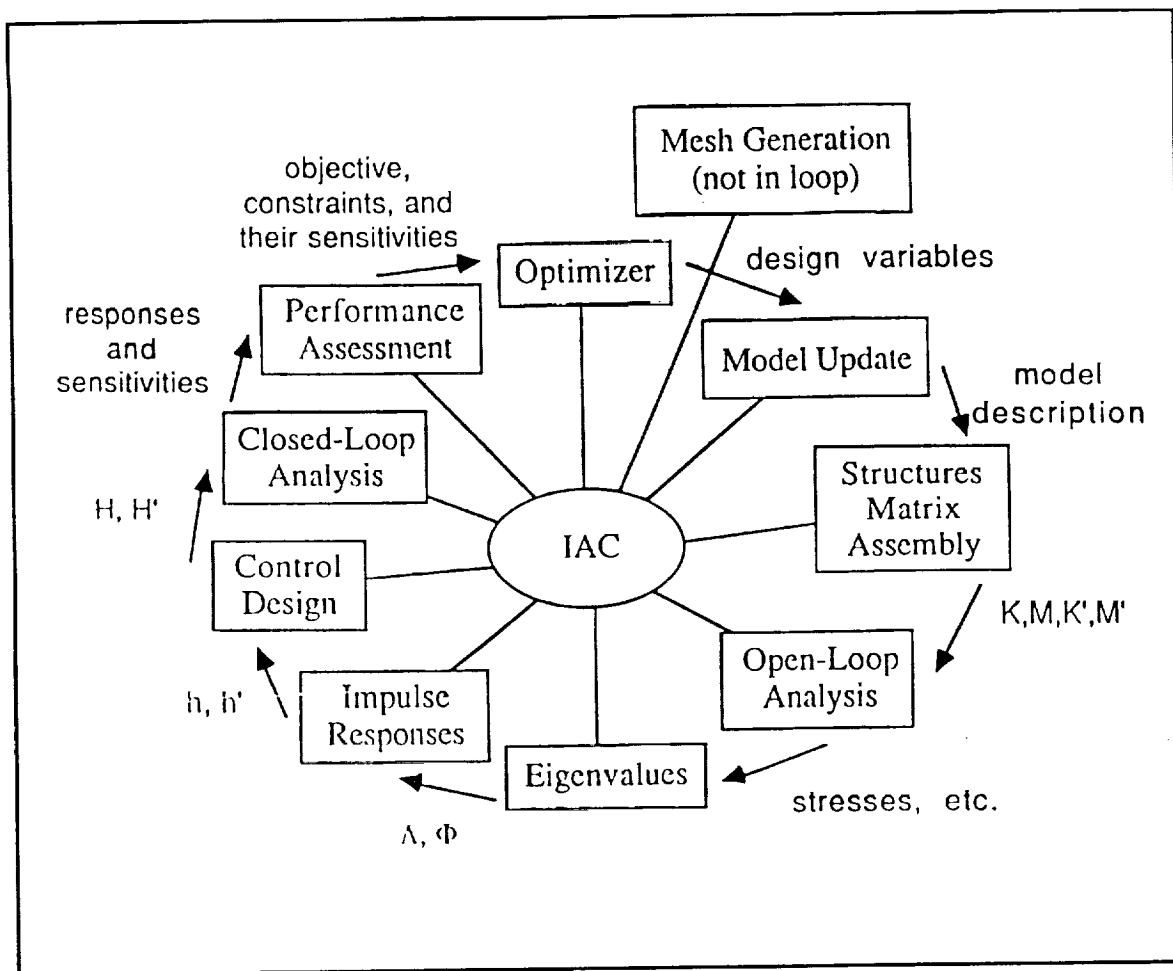 Mesh Generation
(not in loop)
objective,
constraints, and
their sensitivities
Optimizer
design variables
responses
and
sensitivities
Performance
Assessment
Model Update
model
description
Closed-Loop
Analysis
Structures
Matrix
Assembly
H, H'
IAC
Control
Design
K,M,K',M'
Open-Loop
Analysis
h, h'
Impulse
Responses
Eigenvalues
stresses, etc.
Λ, Φ